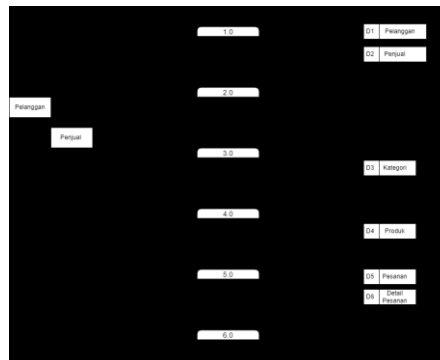 1.0
D1 Pelanggan
D2 Penjual
2.0
Pelanggan
Penjual
3.0
D3 Kategori
4.0
D4 Produk
5.0
D5 Pesanan
D6 Detail
Pesanan
6.0